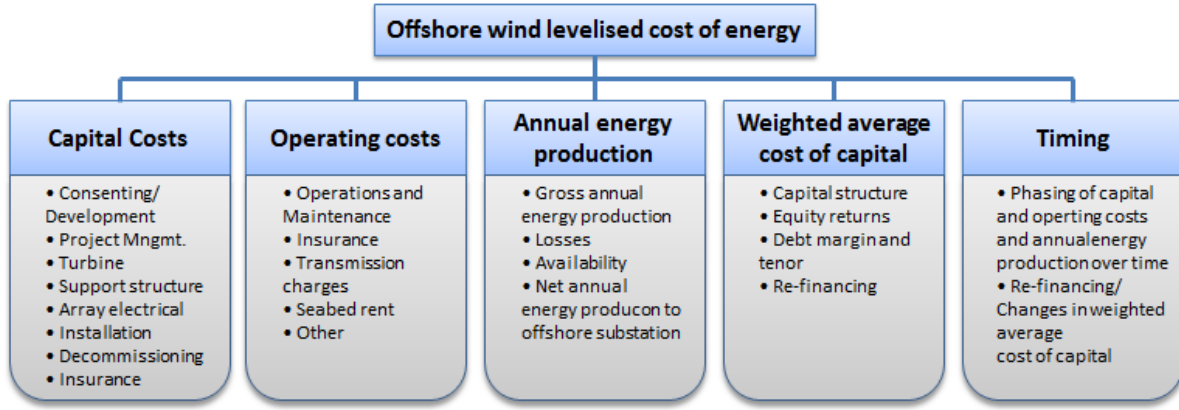 Offshore wind levelised cost of energy
Capital Costs
• Consenting/
Development
• Project Mngmt.
• Turbine
• Support structure
• Array electrical
• Installation
• Decommissioning
• Insurance
Operating costs
• Operations and
Maintenance
• Insurance
• Transmission
charges
• Seabed rent
• Other
Annual energy
production
• Gross annual
energy production
• Losses
• Availability
• Net annual
energy producon to
offshore substation
Weighted average
cost of capital
• Capital structure
• Equity returns
• Debt margin and
tenor
• Re-financing
Timing
• Phasing of capital
and operting costs
and annualenergy
production over time
• Re-financing/
Changes in weighted
average
cost of capital